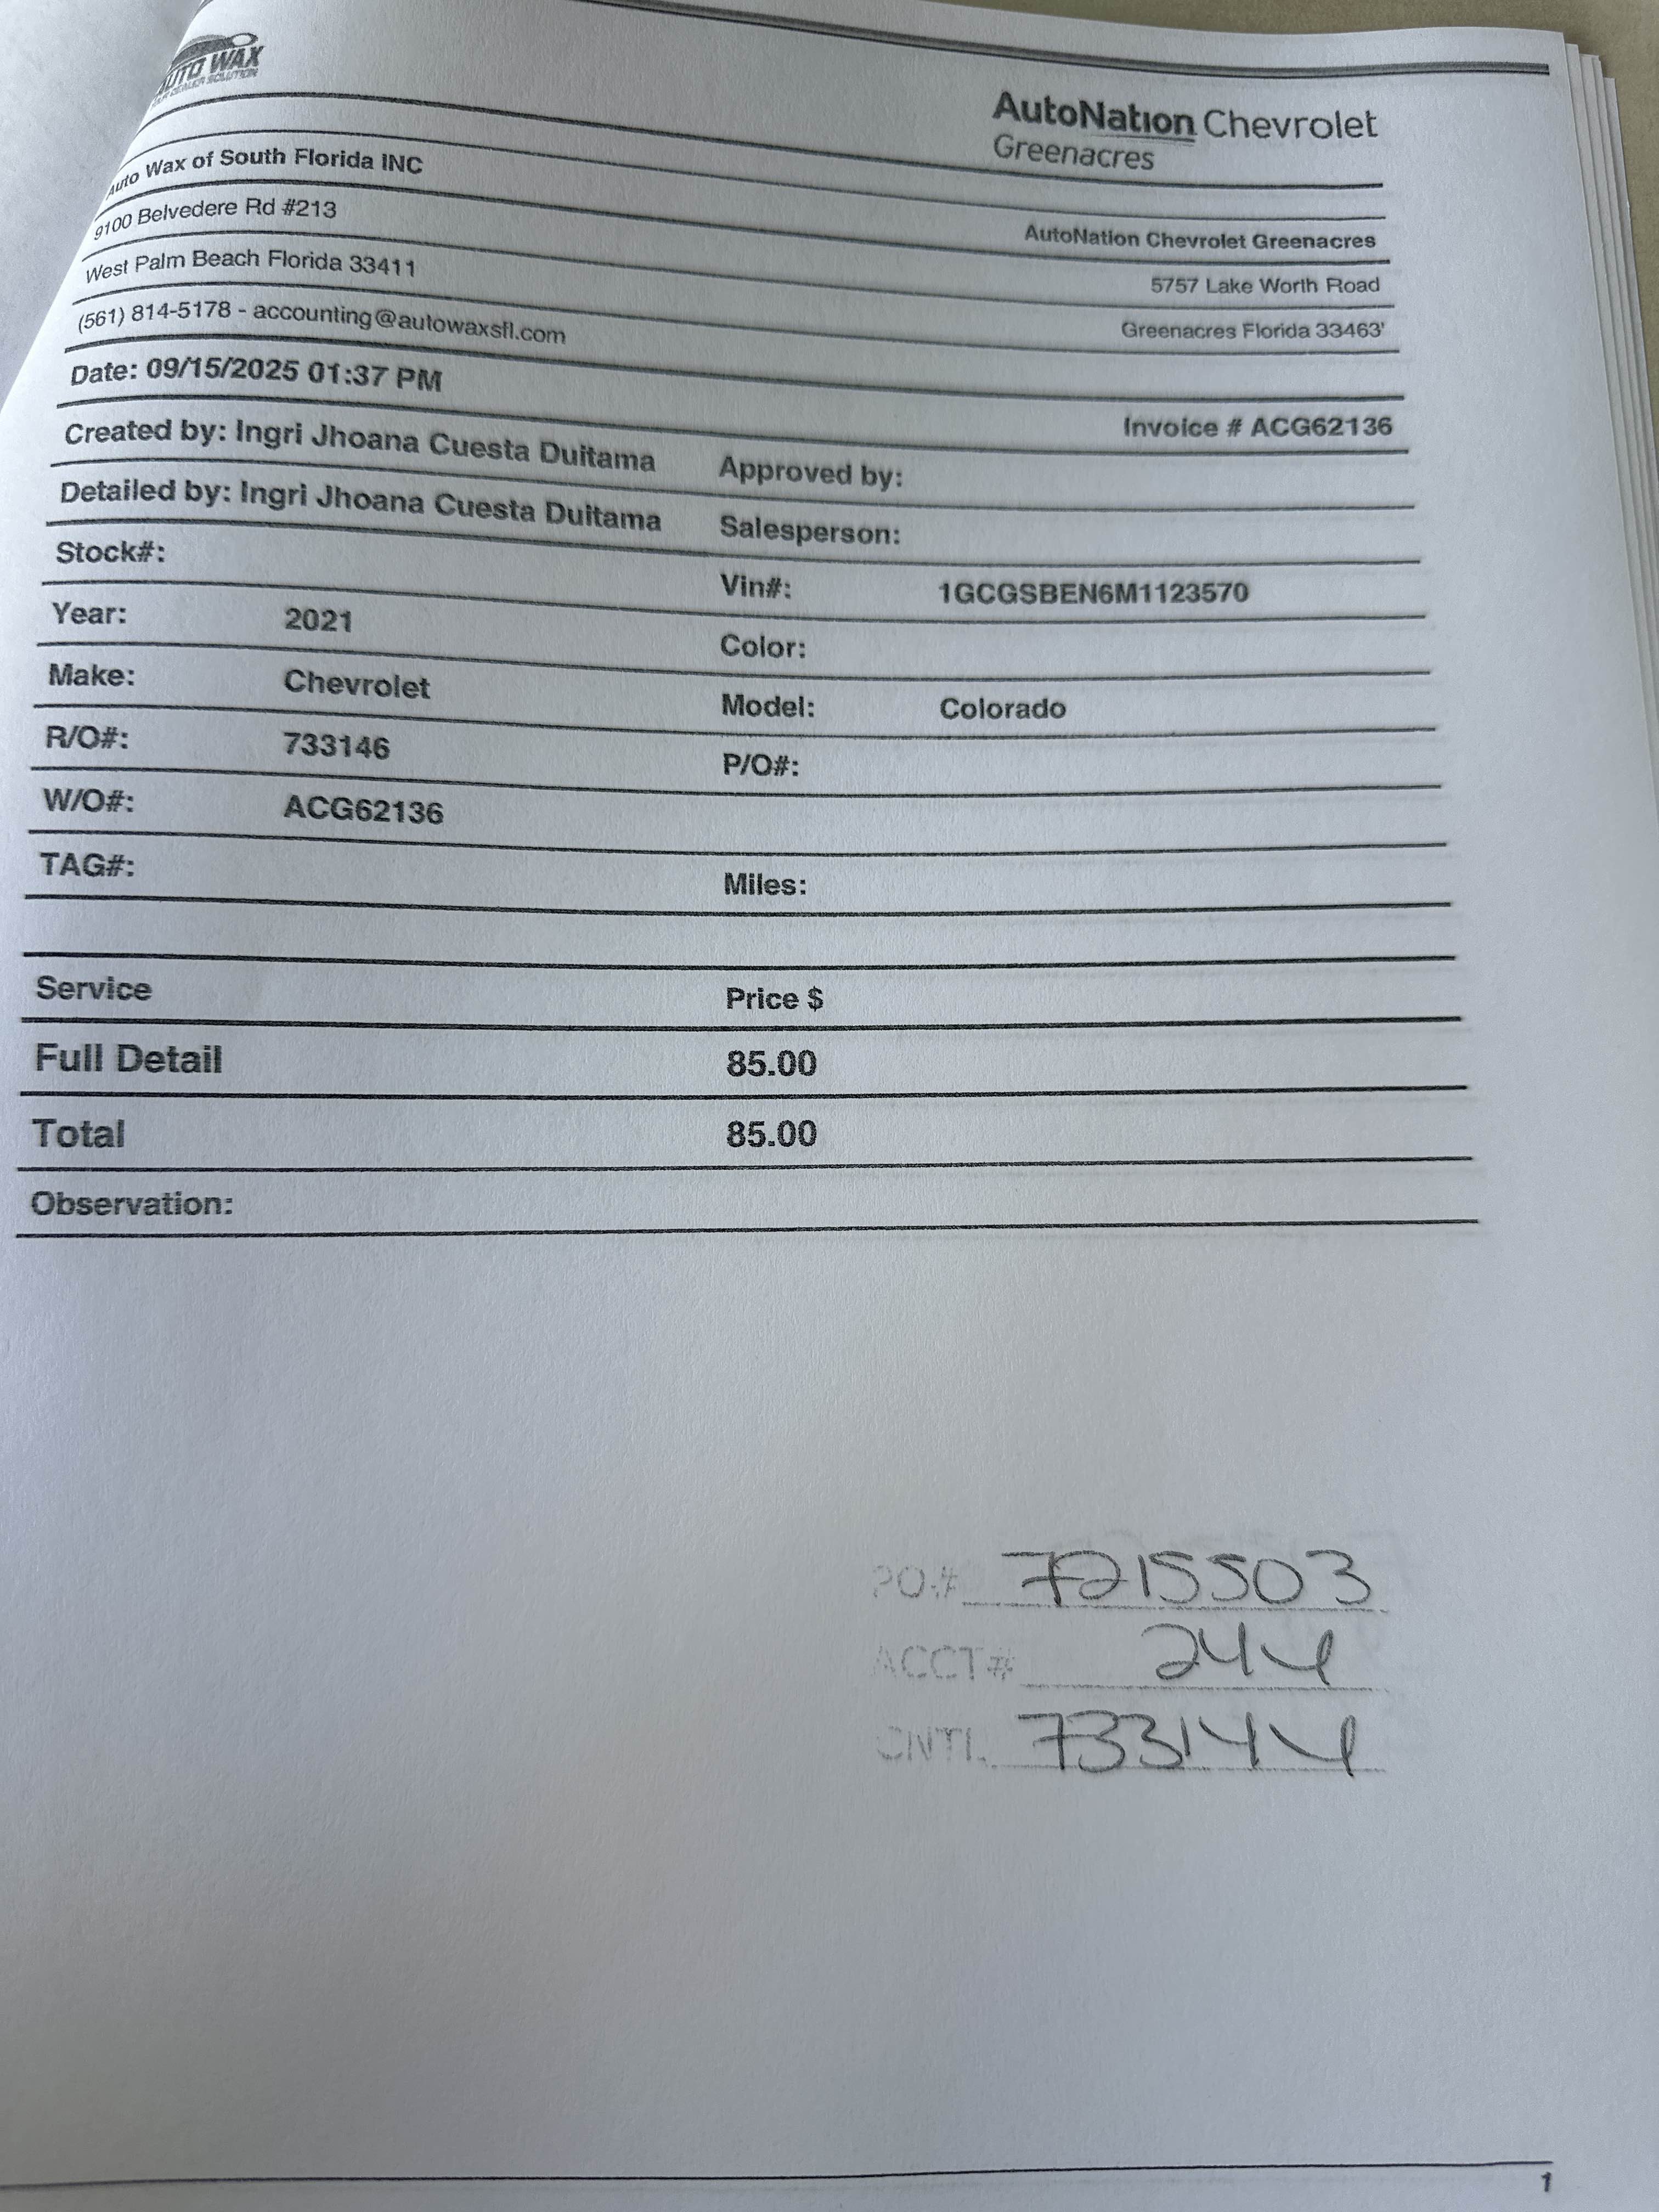 AUTO WAX
AutoNation Chevrolet
Greenacres
Auto Wax of South Florida INC
9100 Belvedere Rd #213
West Palm Beach Florida 33411
(561) 814-5178 - accounting@autowaxsfl.com
AutoNation Chevrolet Greenacres
5757 Lake Worth Road
Greenacres Florida 33463'
Date: 09/15/2025 01:37 PM
Invoice # ACG62136
Created by: Ingri Jhoana Cuesta Duitama Approved by:
Detailed by: Ingri Jhoana Cuesta Duitama Salesperson:
Stock#: Vin#: 1GCGSBEN6M1123570
Year: 2021 Color:
Make: Chevrolet Model: Colorado
R/O#: 733146 P/O#:
W/O#: ACG62136
TAG#: Miles:
Service Price $
Full Detail 85.00
Total 85.00
Observation:
PO# 7215503
ACCT# 244
CNTL. 733144
1